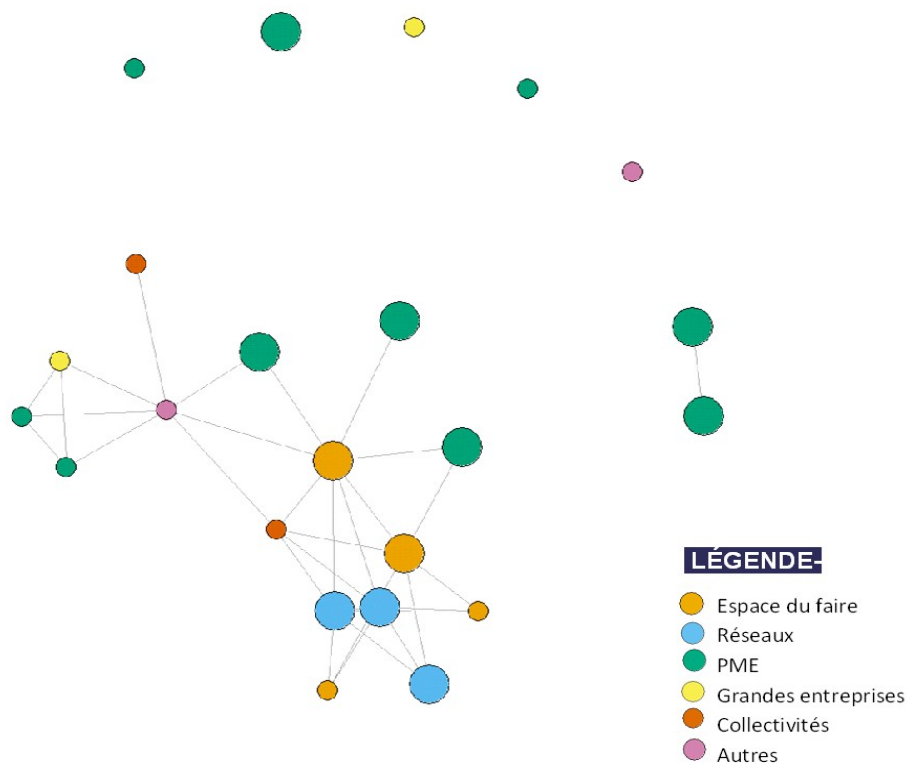 LÉGENDE-
Espace du faire
Réseaux
PME
Grandes entreprises
Collectivités
Autres